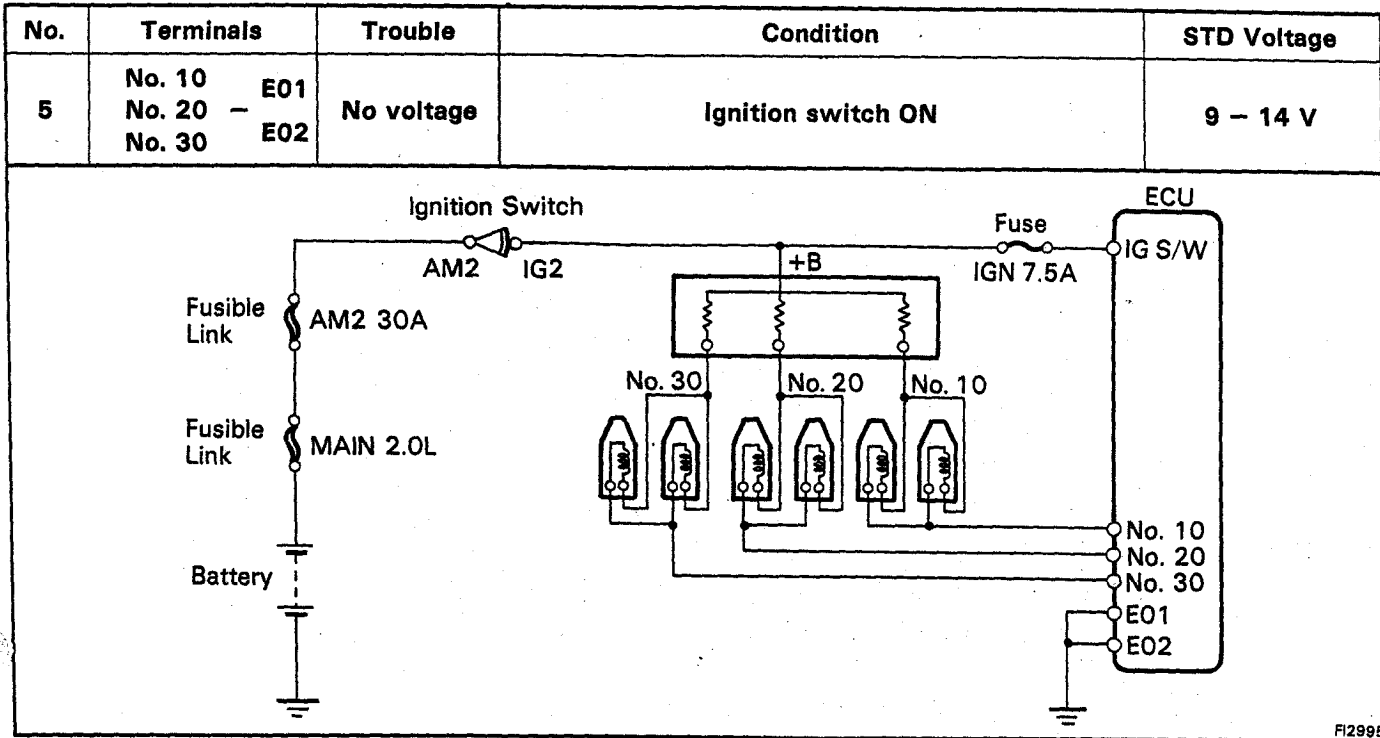 No. Terminals Trouble Condition STD Voltage
5
No. 10
No. 20 –
No. 30
E01
E02
No voltage
Ignition switch ON
9 – 14 V
Ignition Switch
AM2 IG2
+B
Fuse
IGN 7.5A
ECU
IG S/W
Fusible
Link
AM2 30A
Fusible
Link
MAIN 2.0L
Battery
No. 30 No. 20 No. 10
No. 10
No. 20
No. 30
E01
E02
FI2995